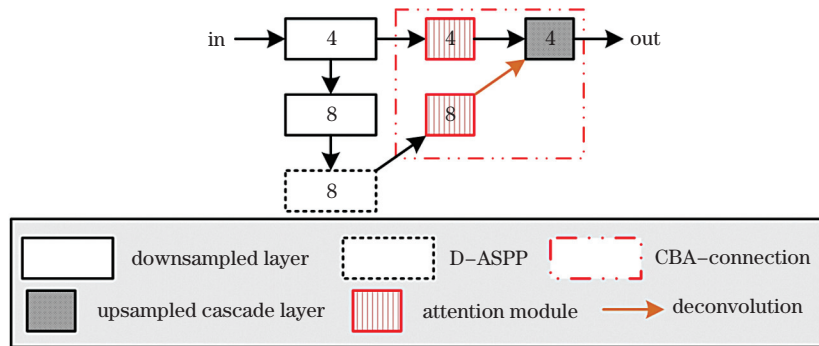 in 4 4 4 out
8 8
8
downsampled layer D-ASPP CBA-connection
upsampled cascade layer attention module deconvolution